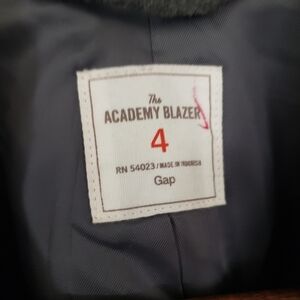 The
ACADEMY BLAZER
4
RN 54023 / MADE IN INDONESIA
Gap